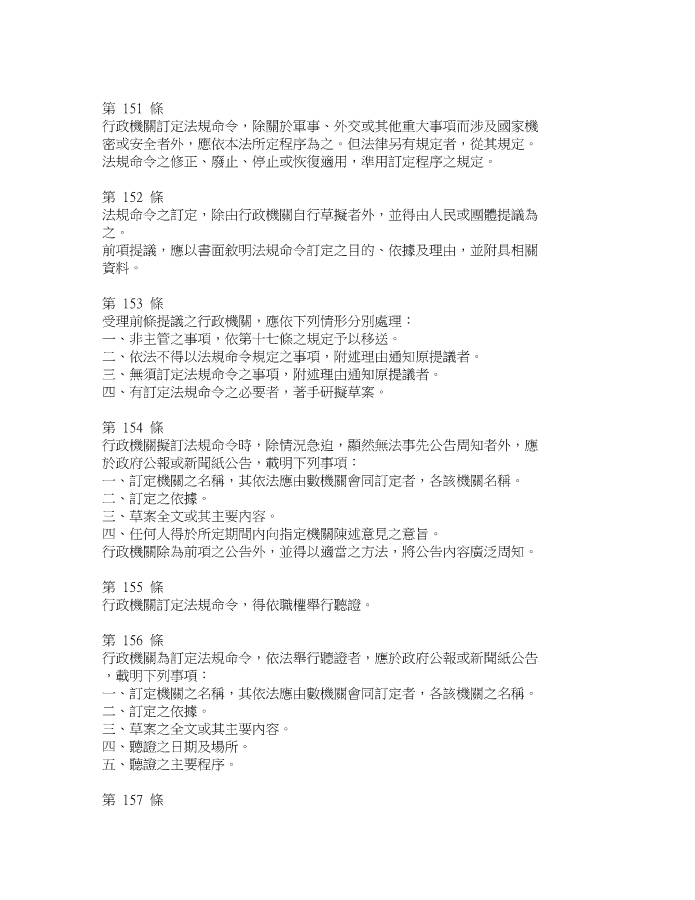 第 151 條
行政機關訂定法規命令，除關於軍事、外交或其他重大事項而涉及國家機
密或安全者外，應依本法所定程序為之。但法律另有規定者，從其規定。
法規命令之修正、廢止、停止或恢復適用，準用訂定程序之規定。
第 152 條
法規命令之訂定，除由行政機關自行草擬者外，並得由人民或團體提議為
之。
前項提議，應以書面敘明法規命令訂定之目的、依據及理由，並附具相關
資料。
第 153 條
受理前條提議之行政機關，應依下列情形分別處理：
一、非主管之事項，依第十七條之規定予以移送。
二、依法不得以法規命令規定之事項，附述理由通知原提議者。
三、無須訂定法規命令之事項，附述理由通知原提議者。
四、有訂定法規命令之必要者，著手研擬草案。
第 154 條
行政機關擬訂法規命令時，除情況急迫，顯然無法事先公告周知者外，應
於政府公報或新聞紙公告，載明下列事項：
一、訂定機關之名稱，其依法應由數機關會同訂定者，各該機關名稱。
二、訂定之依據。
三、草案全文或其主要內容。
四、任何人得於所定期間內向指定機關陳述意見之意旨。
行政機關除為前項之公告外，並得以適當之方法，將公告內容廣泛周知。
第 155 條
行政機關訂定法規命令，得依職權舉行聽證。
第 156 條
行政機關為訂定法規命令，依法舉行聽證者，應於政府公報或新聞紙公告
，載明下列事項：
一、訂定機關之名稱，其依法應由數機關會同訂定者，各該機關之名稱。
二、訂定之依據。
三、草案之全文或其主要內容。
四、聽證之日期及場所。
五、聽證之主要程序。
第 157 條